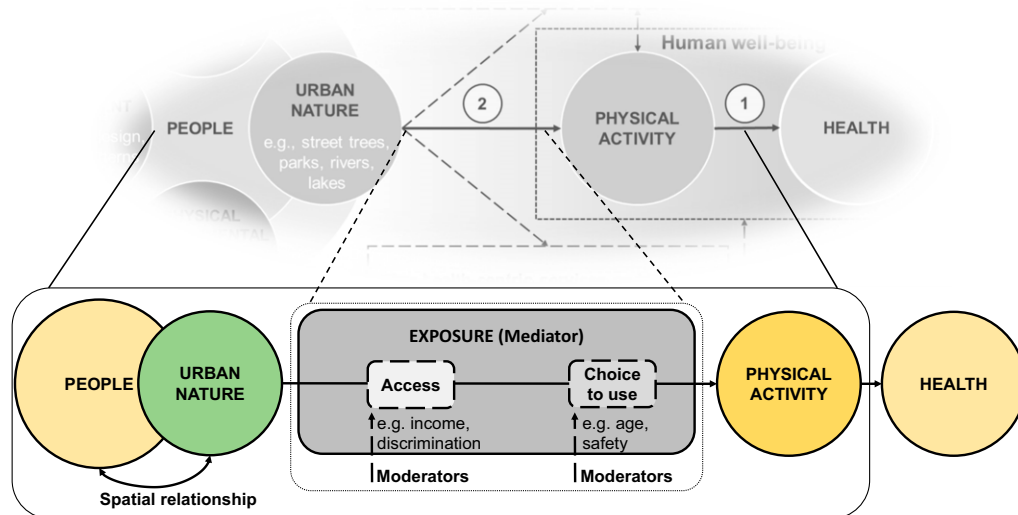 Human well-being
URBAN
NATURE
e.g., street trees,
parks, rivers,
lakes
PEOPLE
2
PHYSICAL
ACTIVITY
1
HEALTH
PEOPLE
URBAN
NATURE
Spatial relationship
EXPOSURE (Mediator)
Access
e.g. income,
discrimination
Moderators
Choice
to use
e.g. age,
safety
Moderators
PHYSICAL
ACTIVITY
HEALTH